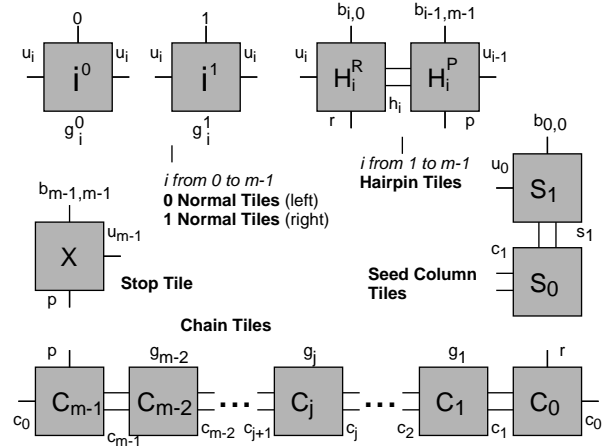 0 1 b_{i,0} b_{i-1,m-1}
u_i i^0 u_i u_i i^1 u_i u_i H_i^R H_i^P u_{i-1}
h_i
g_i^0 g_i^1 r p
i from 0 to m-1
0 Normal Tiles (left)
1 Normal Tiles (right)
i from 1 to m-1
Hairpin Tiles
b_{0,0}
u_0 S_1
s_1
c_1 S_0
Seed Column
Tiles
b_{m-1,m-1}
X u_{m-1}
p
Stop Tile
Chain Tiles
p g_{m-2} g_j g_1 r
c_0 C_{m-1} C_{m-2} ... C_j ... C_1 C_0 c_0
c_{m-1} c_{m-2} c_{j+1} c_j c_2 c_1